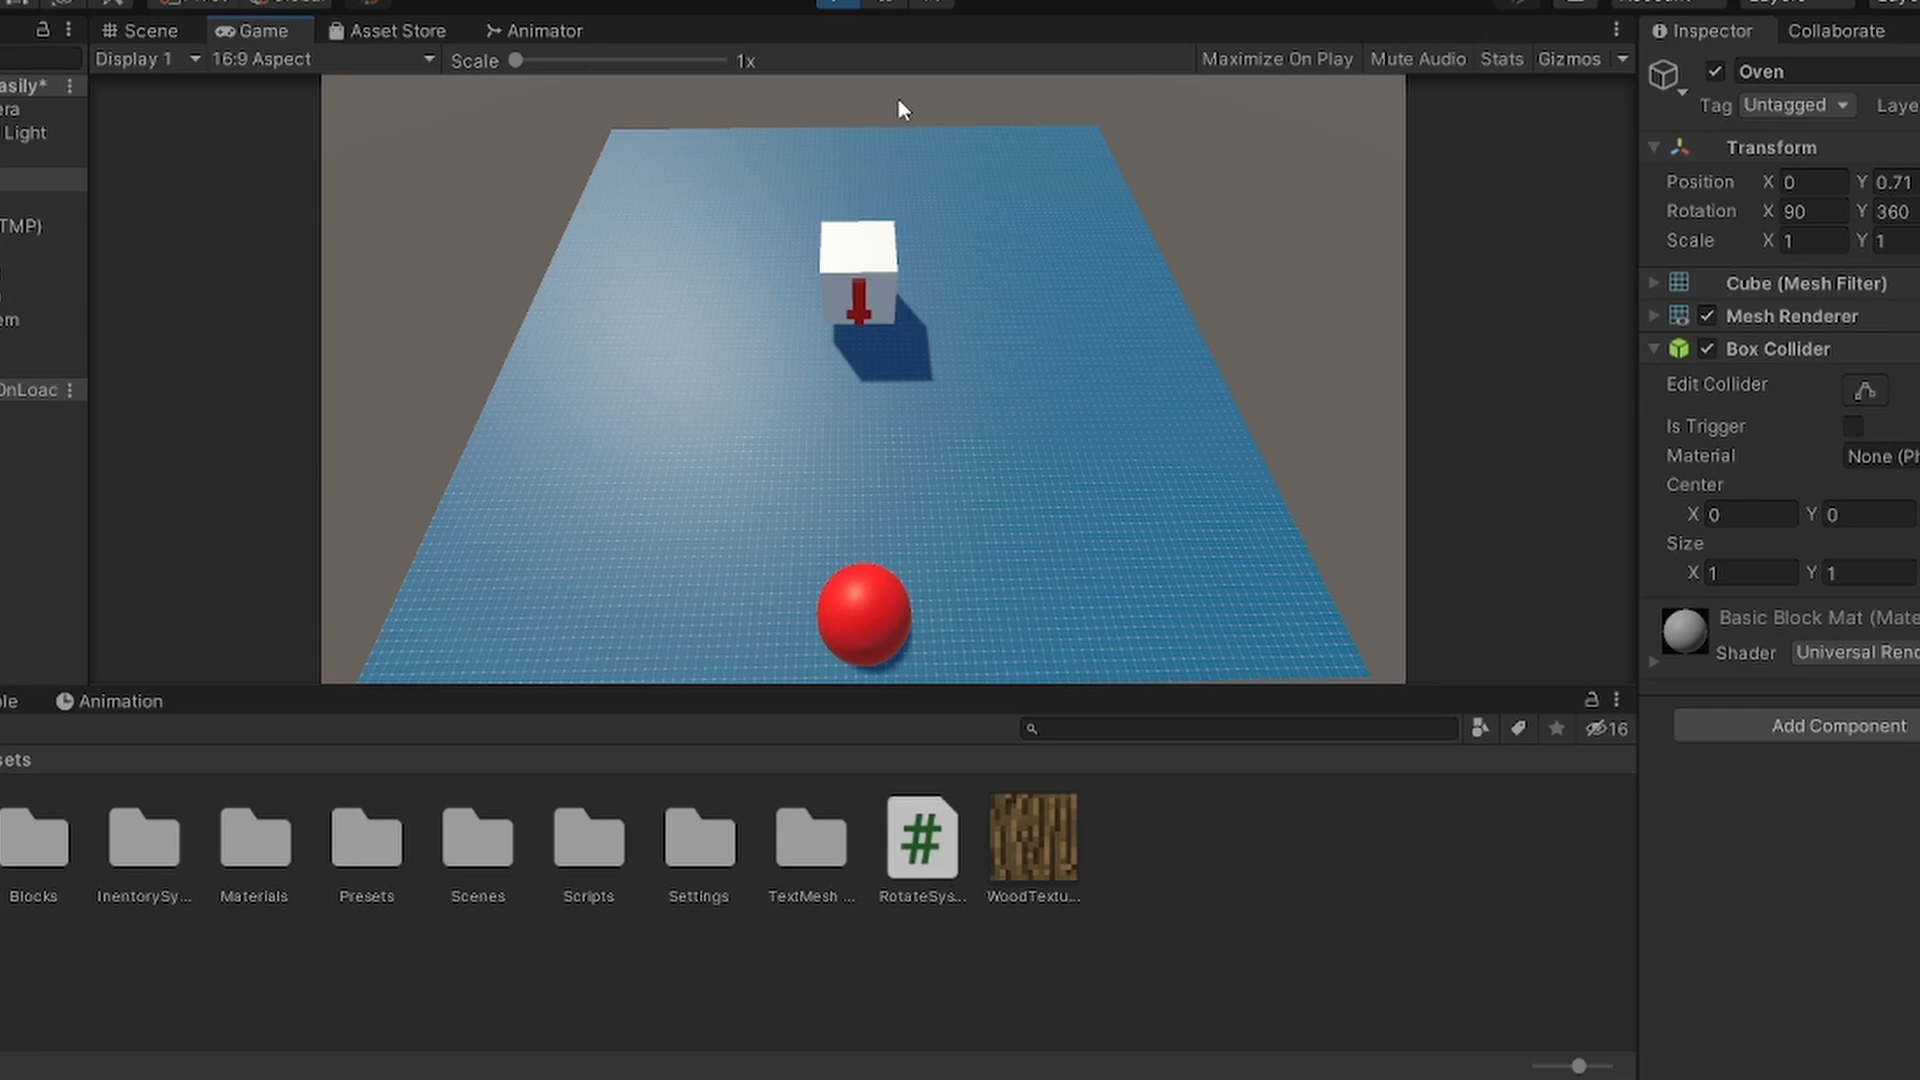 Scene Game Asset Store Animator
Display 1 16:9 Aspect Scale 1x Maximize On Play Mute Audio Stats Gizmos
asily*
era
Light
TMP)
em
OnLoac
Inspector Collaborate
Oven
Tag Untagged Laye
Transform
Position X 0 Y 0.71
Rotation X 90 Y 360
Scale X 1 Y 1
Cube (Mesh Filter)
Mesh Renderer
Box Collider
Edit Collider
Is Trigger
Material None (Ph
Center
X 0 Y 0
Size
X 1 Y 1
Basic Block Mat (Mate
Shader Universal Rend
Add Component
le Animation
16
sets
Blocks InentorySy... Materials Presets Scenes Scripts Settings TextMesh ... RotateSys... WoodTextu...